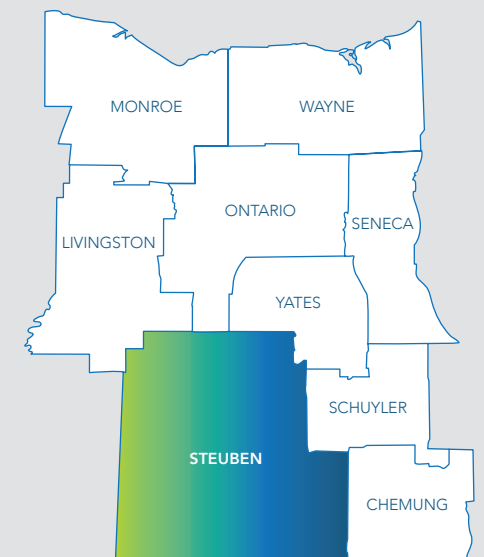 MONROE
WAYNE
ONTARIO
SENECA
LIVINGSTON
YATES
SCHUYLER
STEUBEN
CHEMUNG